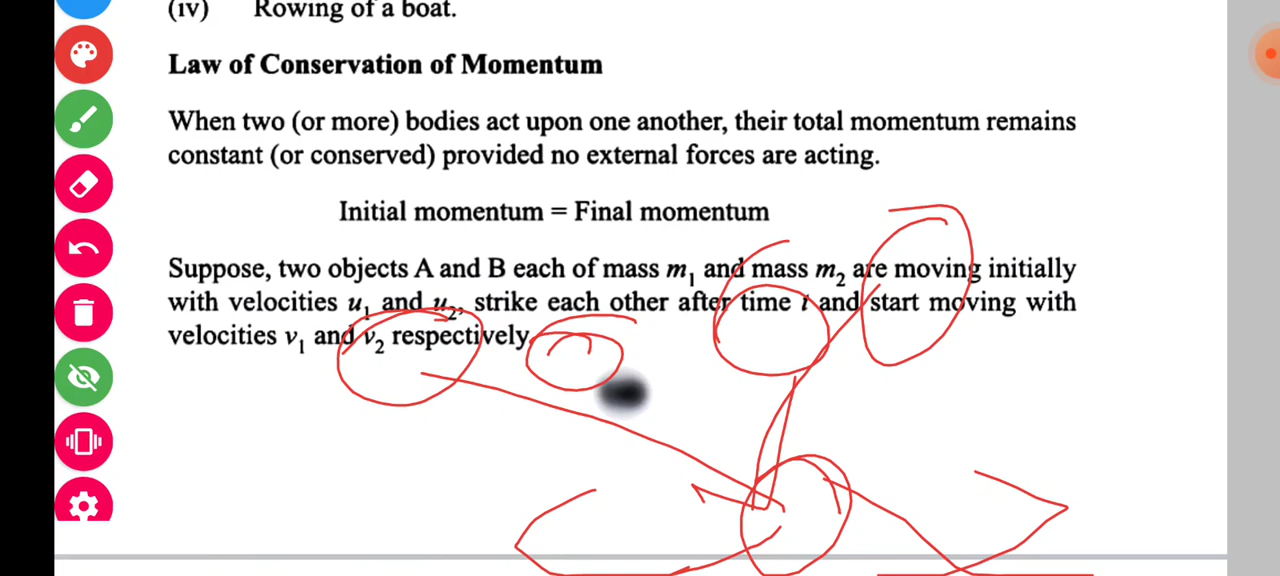 (iv) Rowing of a boat.
Law of Conservation of Momentum
When two (or more) bodies act upon one another, their total momentum remains
constant (or conserved) provided no external forces are acting.
Initial momentum = Final momentum
Suppose, two objects A and B each of mass m₁ and mass m₂ are moving initially
with velocities u₁ and u₂, strike each other after time t and start moving with
velocities v₁ and v₂ respectively.